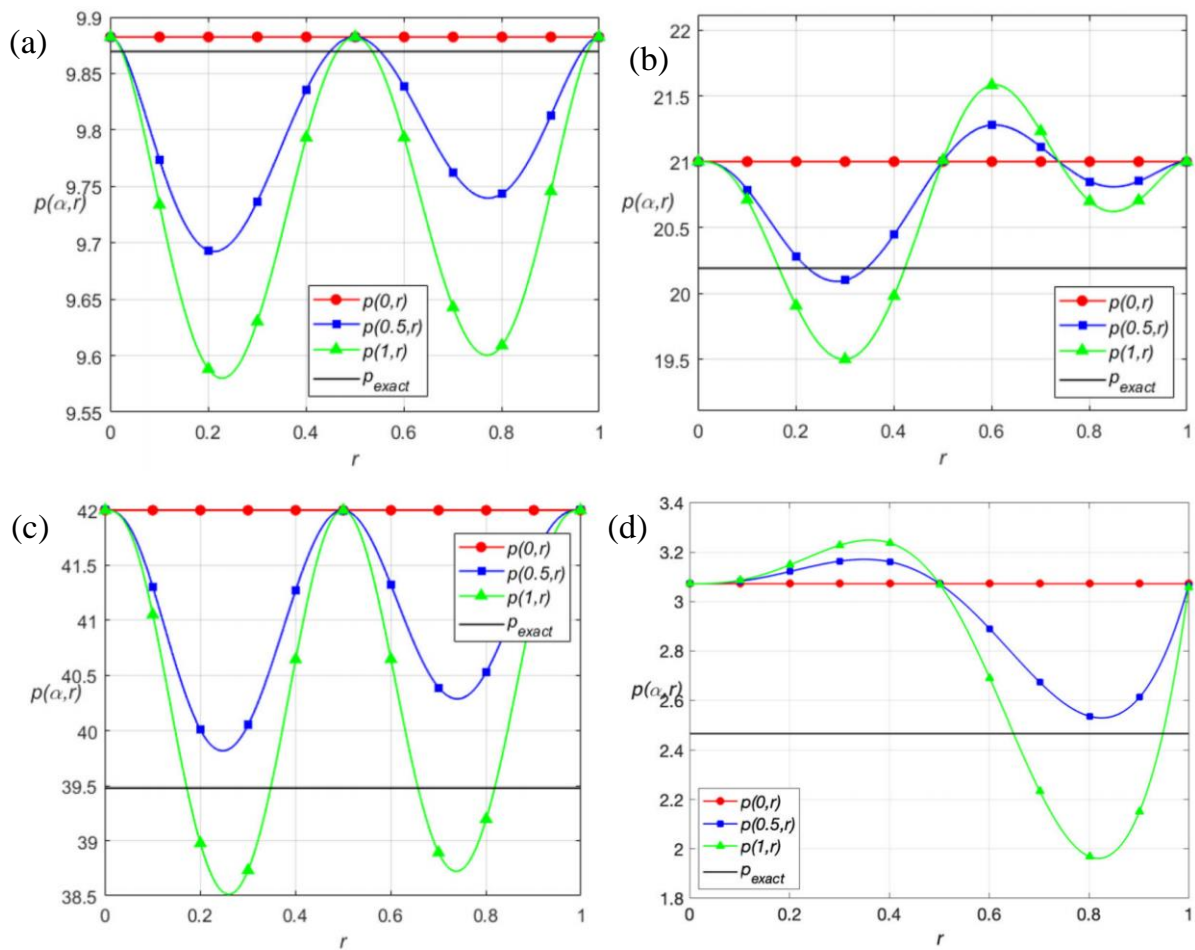 (a)
9.9
9.85
9.8
9.75
p(α,r)
9.7
9.65
9.6
9.55
0
0.2
0.4
0.6
0.8
1
r
p(0,r)
p(0.5,r)
p(1,r)
p exact
(b)
22
21.5
21
p(α,r)
20.5
20
19.5
0
0.2
0.4
0.6
0.8
1
r
p(0,r)
p(0.5,r)
p(1,r)
p exact
(c)
42
41.5
41
40.5
p(α,r)
40
39.5
39
38.5
0
0.2
0.4
0.6
0.8
1
r
p(0,r)
p(0.5,r)
p(1,r)
p exact
(d)
3.4
3.2
3
2.8
p(α,r)
2.6
2.4
2.2
2
1.8
0
0.2
0.4
0.6
0.8
1
r
p(0,r)
p(0.5,r)
p(1,r)
p exact